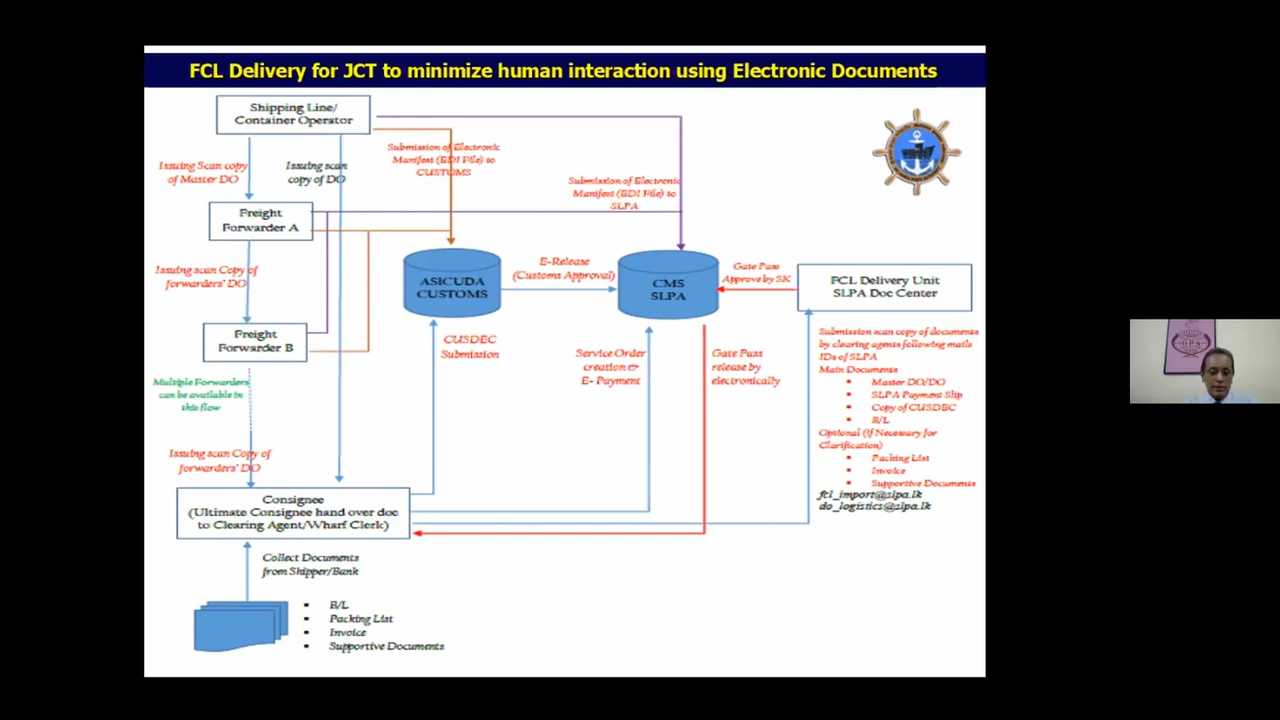 FCL Delivery for JCT to minimize human interaction using Electronic Documents
Shipping Line/
Container Operator
Issuing Scan copy
of Master DO
Issuing scan
copy of DO
Submission of Electronic
Manifest (EDI File) to
CUSTOMS
Submission of Electronic
Manifest (EDI File) to
SLPA
Freight
Forwarder A
Issuing scan Copy of
forwarders' DO
E-Release
(Customs Approval)
ASICUDA
CUSTOMS
CMS
SLPA
Gate Pass
Approve by SK
FCL Delivery Unit
SLPA Doc Center
Freight
Forwarder B
CUSDEC
Submission
Service Order
creation &
E- Payment
Gate Pass
release by
electronically
Submission scan copy of documents
by clearing agents following mails
IDs of SLPA
Main Documents
▪ Master DO/DO
▪ SLPA Payment Slip
▪ Copy of CUSDEC
▪ B/L
Optional (If Necessary for
Clarification)
▪ Packing List
▪ Invoice
▪ Supportive Documents
fcl_import@slpa.lk
do_logistics@slpa.lk
Multiple Forwarders
can be available in
this flow
Issuing scan Copy of
forwarders' DO
Consignee
(Ultimate Consignee hand over doc
to Clearing Agent/Wharf Clerk)
Collect Documents
from Shipper/Bank
▪ B/L
▪ Packing List
▪ Invoice
▪ Supportive Documents